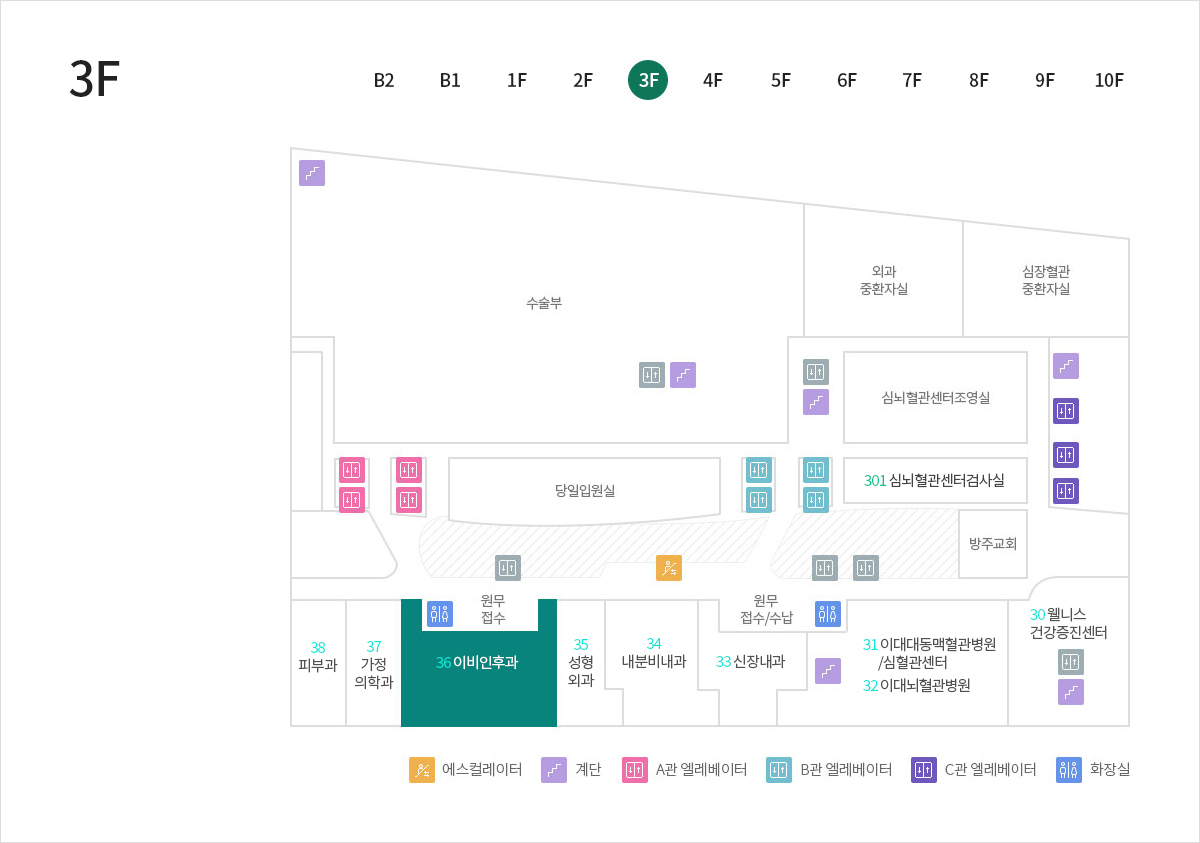 3F
B2 B1 1F 2F 3F 4F 5F 6F 7F 8F 9F 10F
외과
중환자실
심장혈관
중환자실
수술부
심뇌혈관센터조영실
301 심뇌혈관센터검사실
당일입원실
방주교회
원무
접수
원무
접수/수납
38
피부과
37
가정
의학과
36 이비인후과
35
성형
외과
34
내분비내과
33 신장내과
31 이대대동맥혈관병원
/심혈관센터
32 이대뇌혈관병원
30 웰니스
건강증진센터
에스컬레이터 계단 A관 엘레베이터 B관 엘레베이터 C관 엘레베이터 화장실